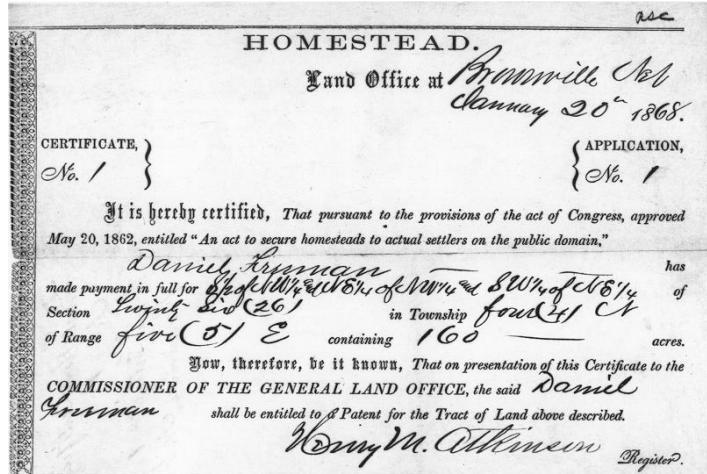 asc
HOMESTEAD.
Land Office at Brownville Neb
January 20th 1868.
CERTIFICATE, No. 1
APPLICATION, No. 1
It is hereby certified, That pursuant to the provisions of the act of Congress, approved
May 20, 1862, entitled "An act to secure homesteads to actual settlers on the public domain,"
Daniel Freeman has
made payment in full for of NW¼ & NE¼ of NW¼ and SW¼ of NE¼ of
Section Twenty Six (26) in Township four (4) N
of Range five (5) E containing 160 acres.
Now, therefore, be it known, That on presentation of this Certificate to the
COMMISSIONER OF THE GENERAL LAND OFFICE, the said Daniel
Freeman shall be entitled to a Patent for the Tract of Land above described.
Henry M. Atkinson
Register.